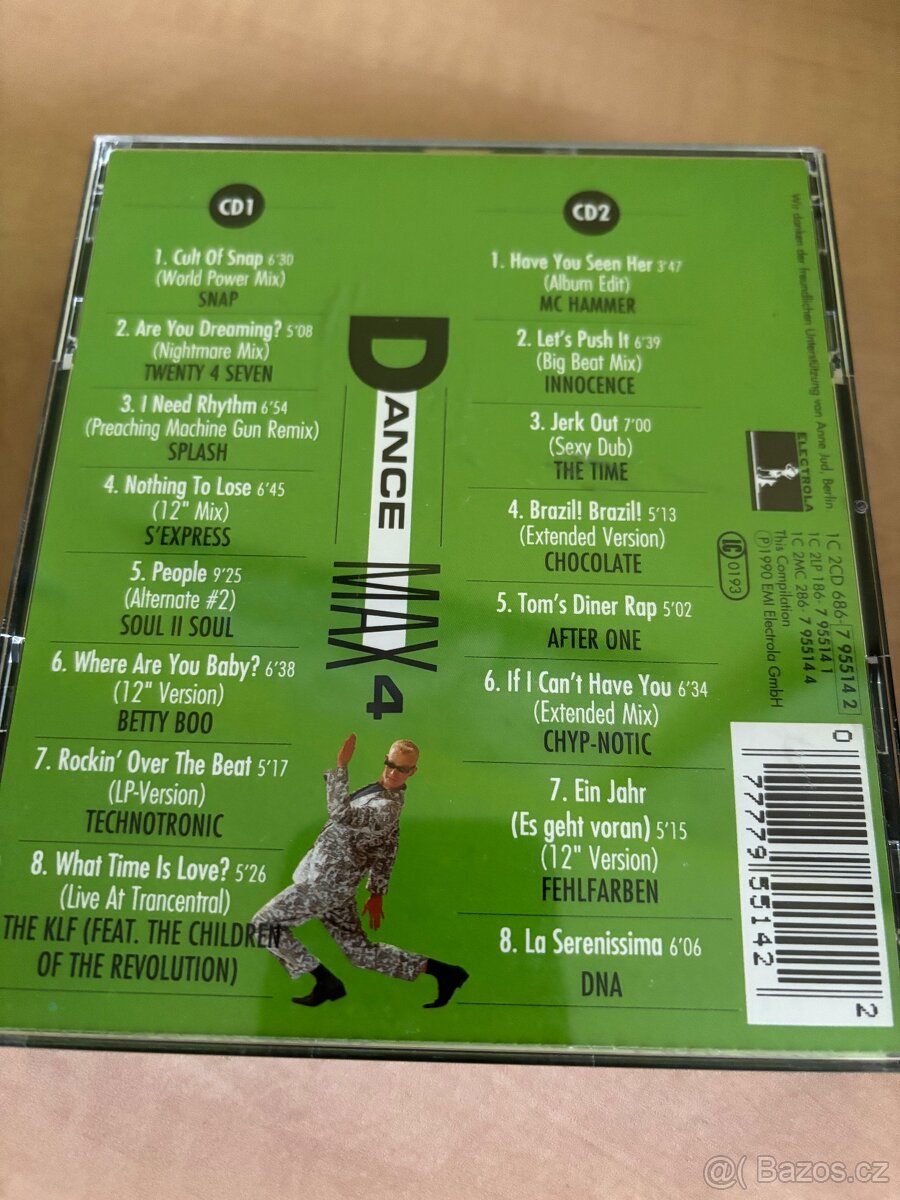 CD1
1. Cult Of Snap 6'30
(World Power Mix)
SNAP
2. Are You Dreaming? 5'08
(Nightmare Mix)
TWENTY 4 SEVEN
3. I Need Rhythm 6'54
(Preaching Machine Gun Remix)
SPLASH
4. Nothing To Lose 6'45
(12" Mix)
S'EXPRESS
5. People 9'25
(Alternate #2)
SOUL II SOUL
6. Where Are You Baby? 6'38
(12" Version)
BETTY BOO
7. Rockin' Over The Beat 5'17
(LP-Version)
TECHNOTRONIC
8. What Time Is Love? 5'26
(Live At Trancentral)
THE KLF (FEAT. THE CHILDREN
OF THE REVOLUTION)
DANCE
MAX 4
CD2
1. Have You Seen Her 3'47
(Album Edit)
MC HAMMER
2. Let's Push It 6'39
(Big Beat Mix)
INNOCENCE
3. Jerk Out 7'00
(Sexy Dub)
THE TIME
4. Brazil! Brazil! 5'13
(Extended Version)
CHOCOLATE
5. Tom's Diner Rap 5'02
AFTER ONE
6. If I Can't Have You 6'34
(Extended Mix)
CHYP-NOTIC
7. Ein Jahr
(Es geht voran) 5'15
(12" Version)
FEHLFARBEN
8. La Serenissima 6'06
DNA
Wir danken der freundlichen Unterstützung von Anne Jud, Berlin.
ELECTROLA
LC 0193
1C 2CD 686- 7 95514 2
1C 2LP 186- 7 95514 1
1C 2MC 286- 7 95514 4
This Compilation
Ⓟ1990 EMI Electrola GmbH
0 77779 55142 2
@( Bazos.cz